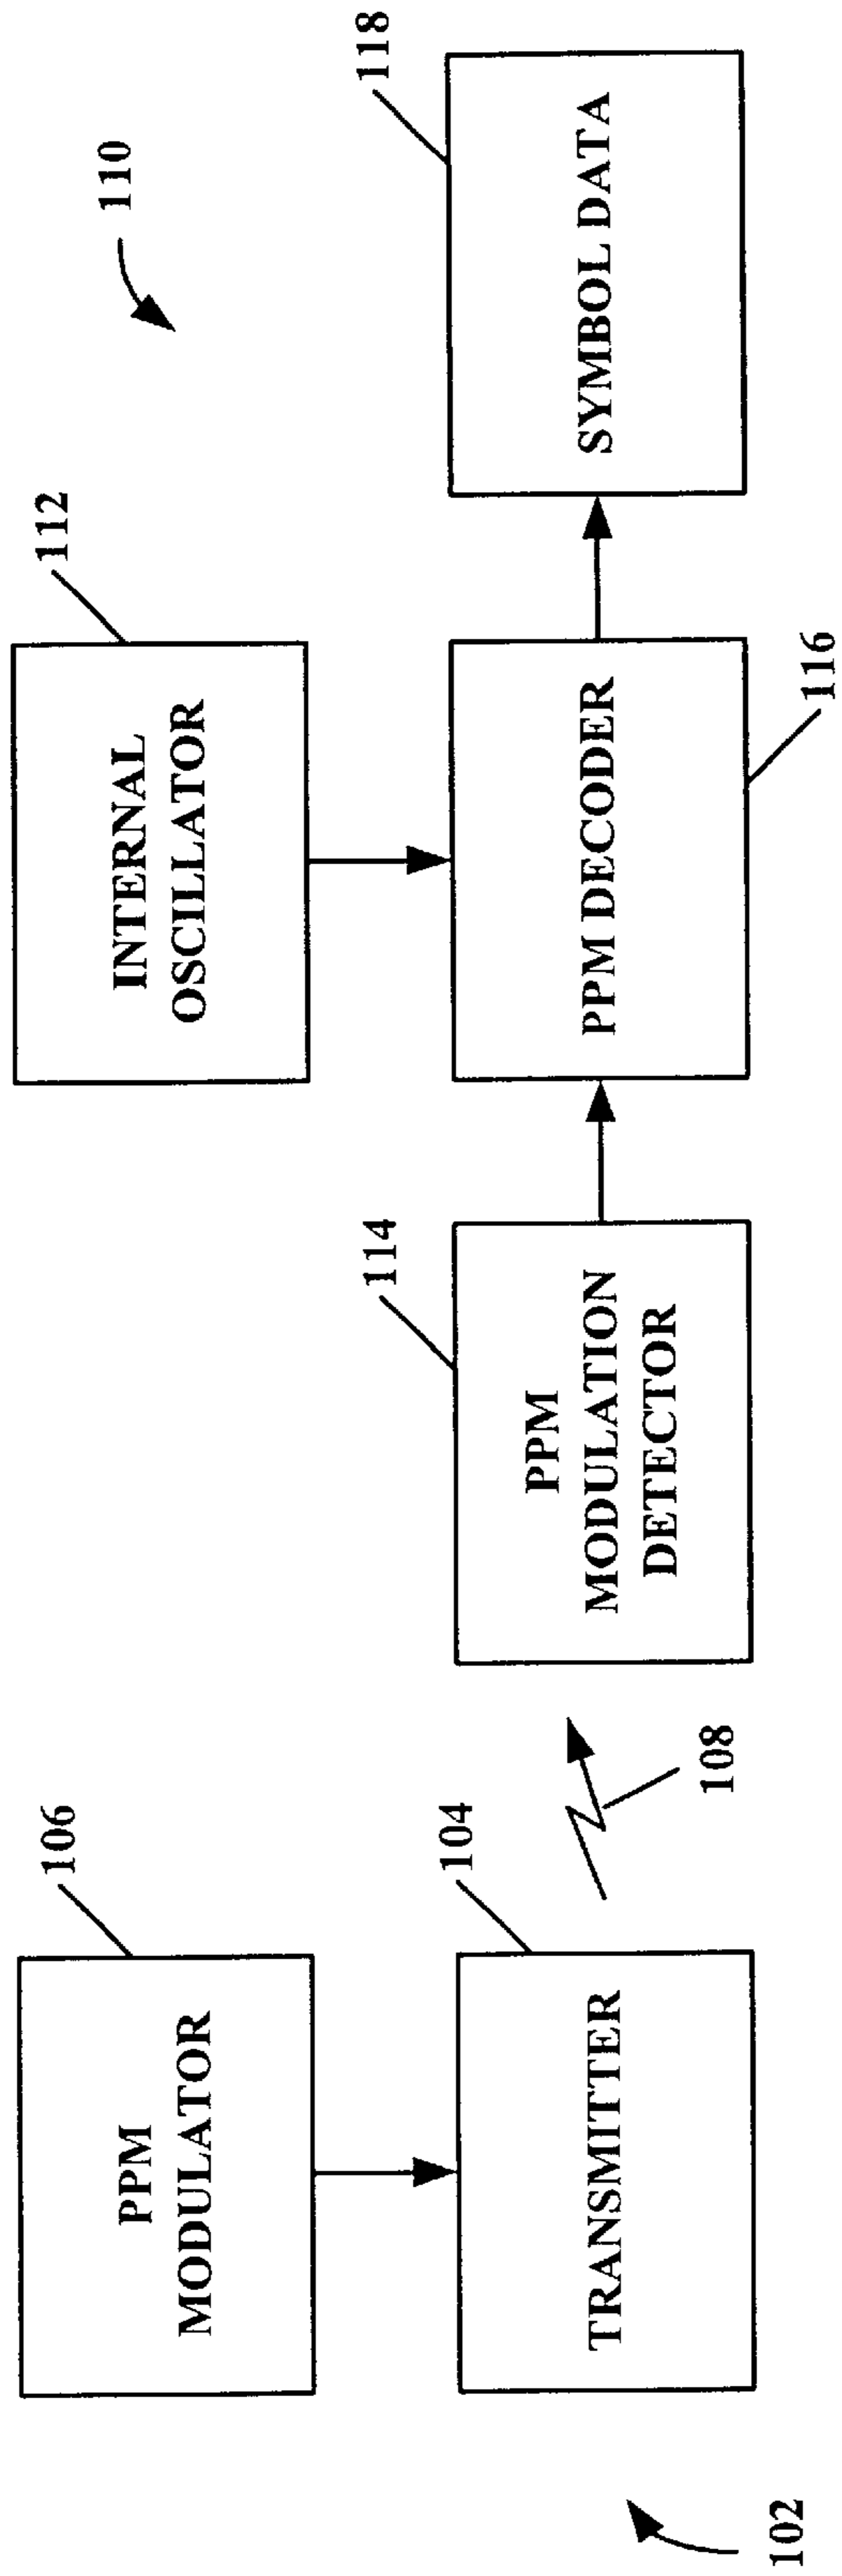 106
PPM
MODULATOR
112
INTERNAL
OSCILLATOR
110
104
TRANSMITTER
108
114
PPM
MODULATION
DETECTOR
PPM DECODER
116
118
SYMBOL DATA
102